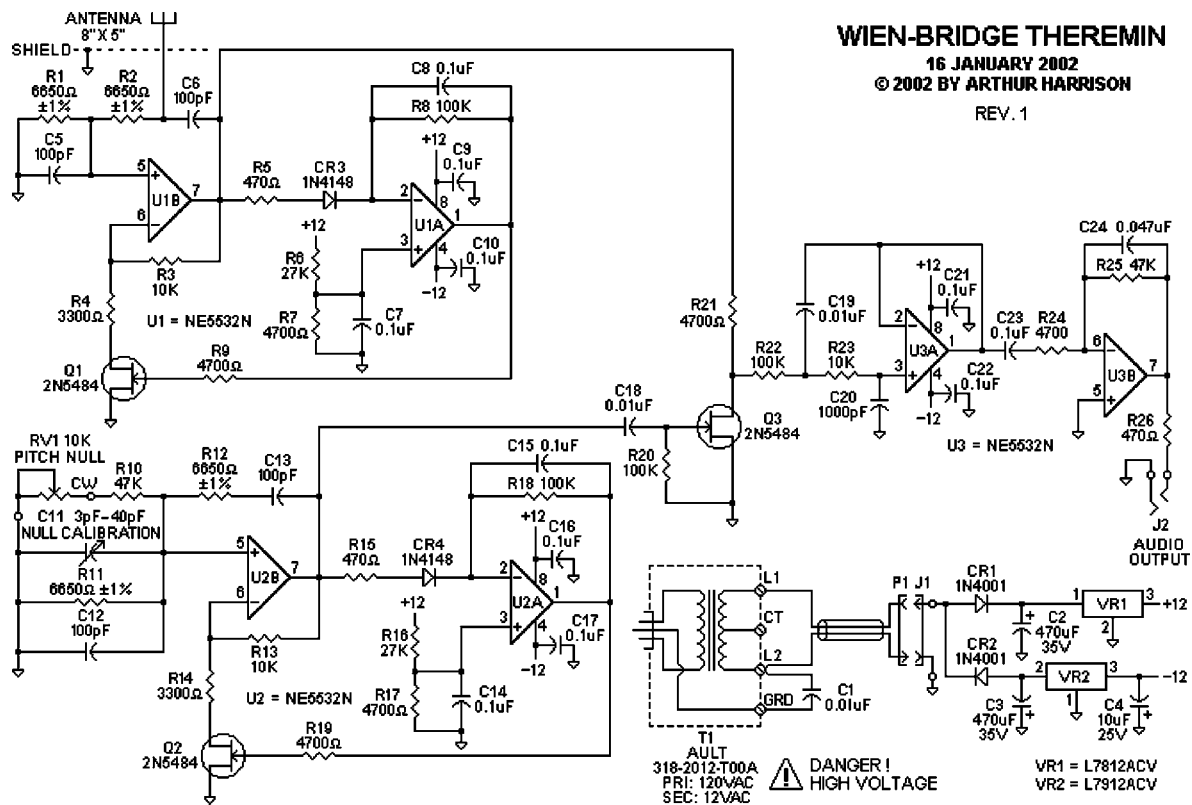 WIEN-BRIDGE THEREMIN
16 JANUARY 2002
© 2002 BY ARTHUR HARRISON
REV. 1
ANTENNA
8"X 5"
SHIELD
R1
6650Ω
±1%
R2
6650Ω
±1%
C6
100pF
C5
100pF
5
6
7
+
−
U1B
R3
10K
R4
3300Ω
U1 = NE5532N
Q1
2N5484
R9
4700Ω
R5
470Ω
CR3
1N4148
C8 0.1uF
R8 100K
+12
C9
0.1uF
2
3
8
4
1
−
+
U1A
C10
0.1uF
−12
+12
R6
27K
R7
4700Ω
C7
0.1uF
RV1 10K
PITCH NULL
CW
R10
47K
C11 3pF-40pF
NULL CALIBRATION
R11
6650Ω ±1%
C12
100pF
R12
6650Ω
±1%
C13
100pF
5
6
7
+
−
U2B
R13
10K
R14
3300Ω
U2 = NE5532N
Q2
2N5484
R19
4700Ω
R15
470Ω
CR4
1N4148
C15 0.1uF
R18 100K
+12
C16
0.1uF
2
3
8
4
1
−
+
U2A
C17
0.1uF
−12
+12
R16
27K
R17
4700Ω
C14
0.1uF
C18
0.01uF
R20
100K
Q3
2N5484
R21
4700Ω
R22
100K
R23
10K
C19
0.01uF
C20
1000pF
+12
C21
0.1uF
2
3
8
4
1
−
+
U3A
C22
0.1uF
−12
C23
0.1uF
R24
4700
C24 0.047uF
R25 47K
6
5
7
−
+
U3B
R26
470Ω
U3 = NE5532N
J2
AUDIO
OUTPUT
L1
CT
L2
GRD
C1
0.01uF
T1
AULT
318-2012-T00A
PRI: 120VAC
SEC: 12VAC
!
DANGER !
HIGH VOLTAGE
P1 J1
CR1
1N4001
CR2
1N4001
C2
470uF
35V
+
1
VR1
3
2
+12
VR2
2
3
1
−12
C3
470uF
35V
+
C4
10uF
25V
+
VR1 = L7812ACV
VR2 = L7912ACV